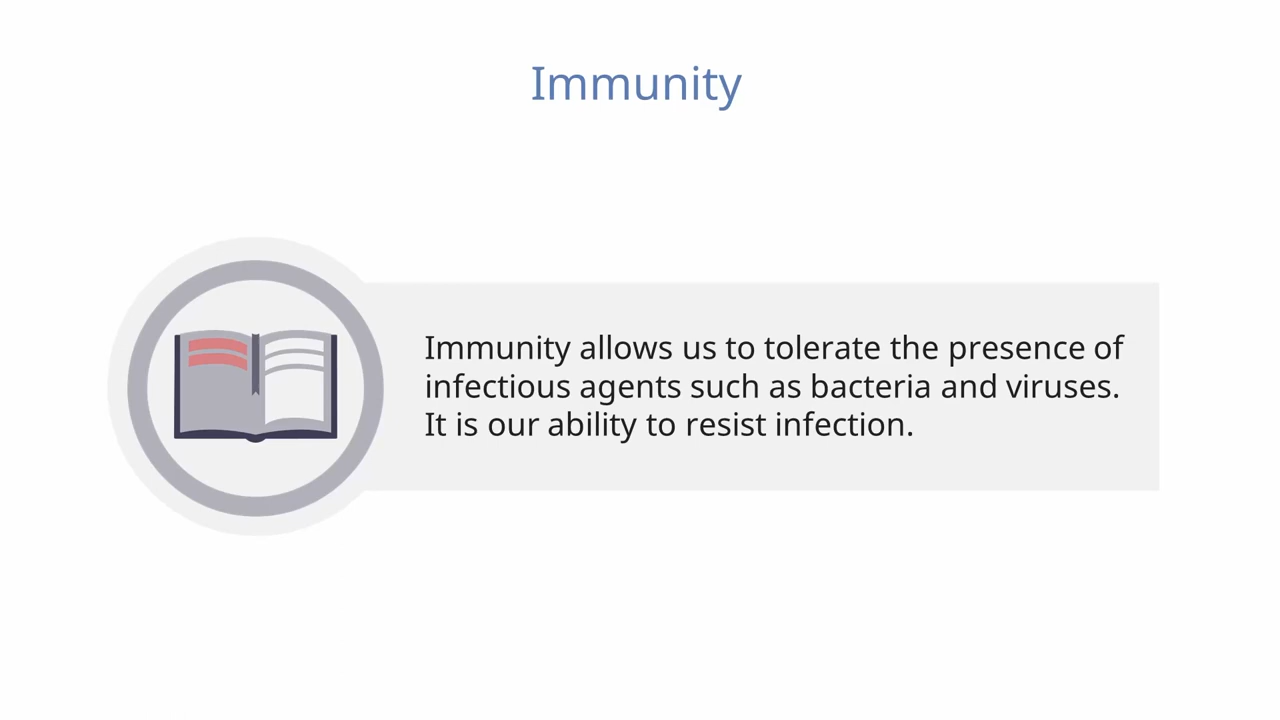 Immunity
Immunity allows us to tolerate the presence of
infectious agents such as bacteria and viruses.
It is our ability to resist infection.